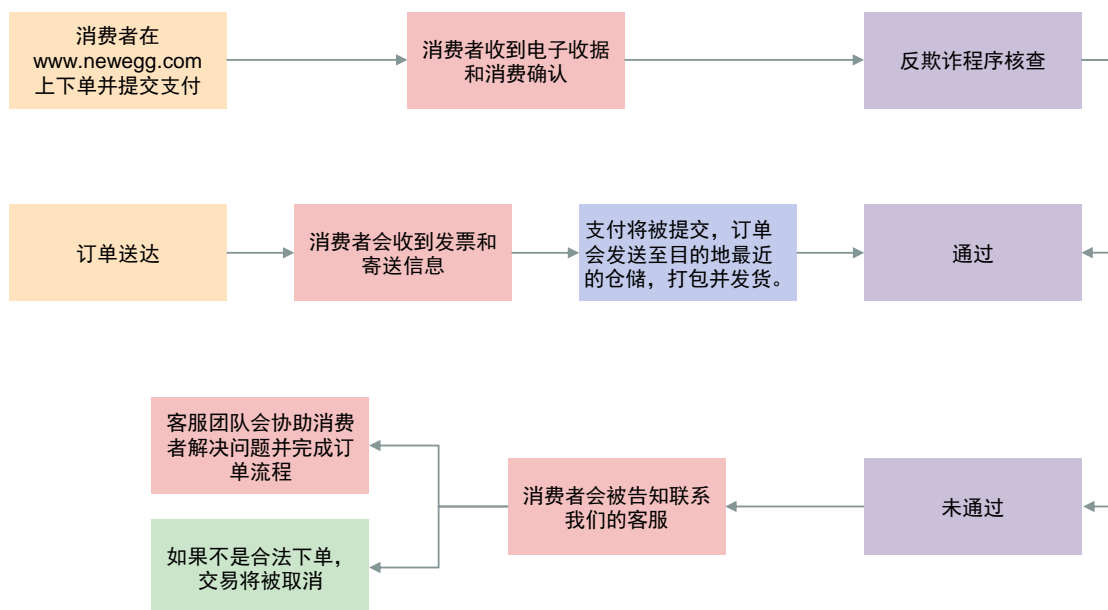 消费者在
www.newegg.com
上下单并提交支付
消费者收到电子收据
和消费确认
反欺诈程序核查
订单送达
消费者会收到发票和
寄送信息
支付将被提交，订单
会发送至目的地最近
的仓储，打包并发货。
通过
客服团队会协助消费
者解决问题并完成订
单流程
消费者会被告知联系
我们的客服
未通过
如果不是合法下单，
交易将被取消